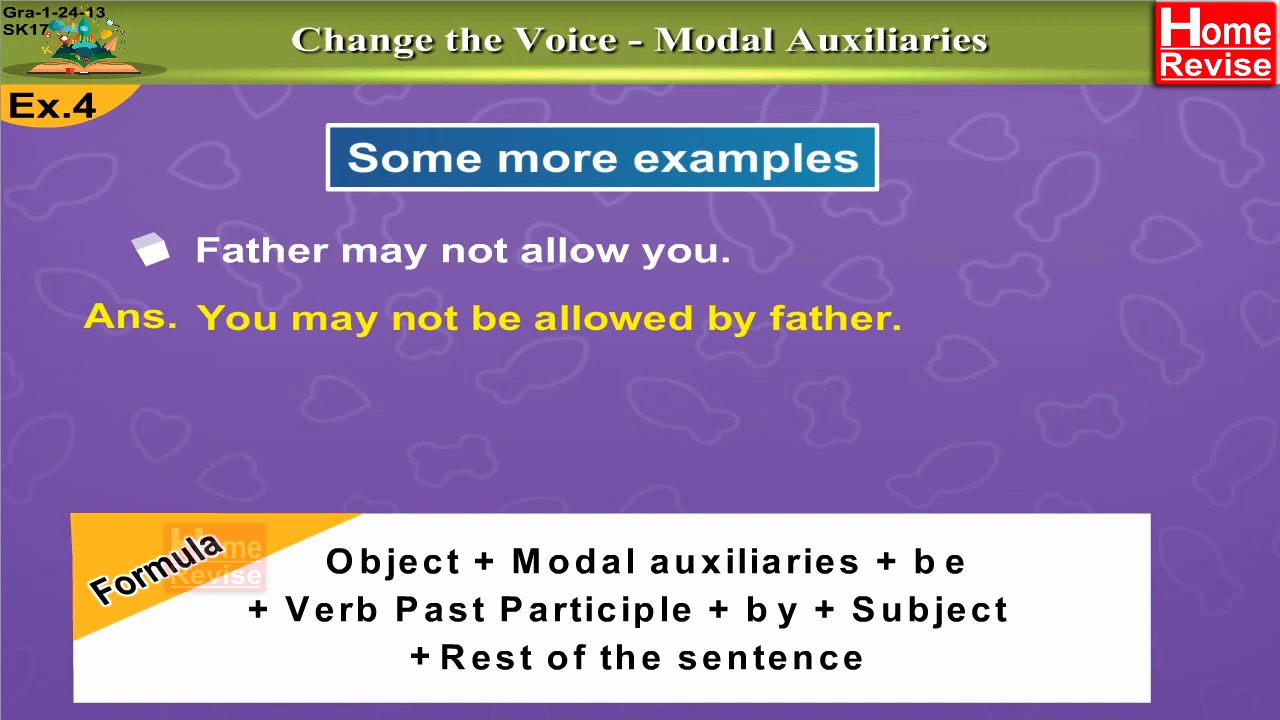 Gra-1-24-13
SK17
Change the Voice - Modal Auxiliaries
Home
Revise
Ex.4
Some more examples
Father may not allow you.
Ans. You may not be allowed by father.
Formula
Home
Revise
Object + Modal auxiliaries + be
+ Verb Past Participle + by + Subject
+ Rest of the sentence